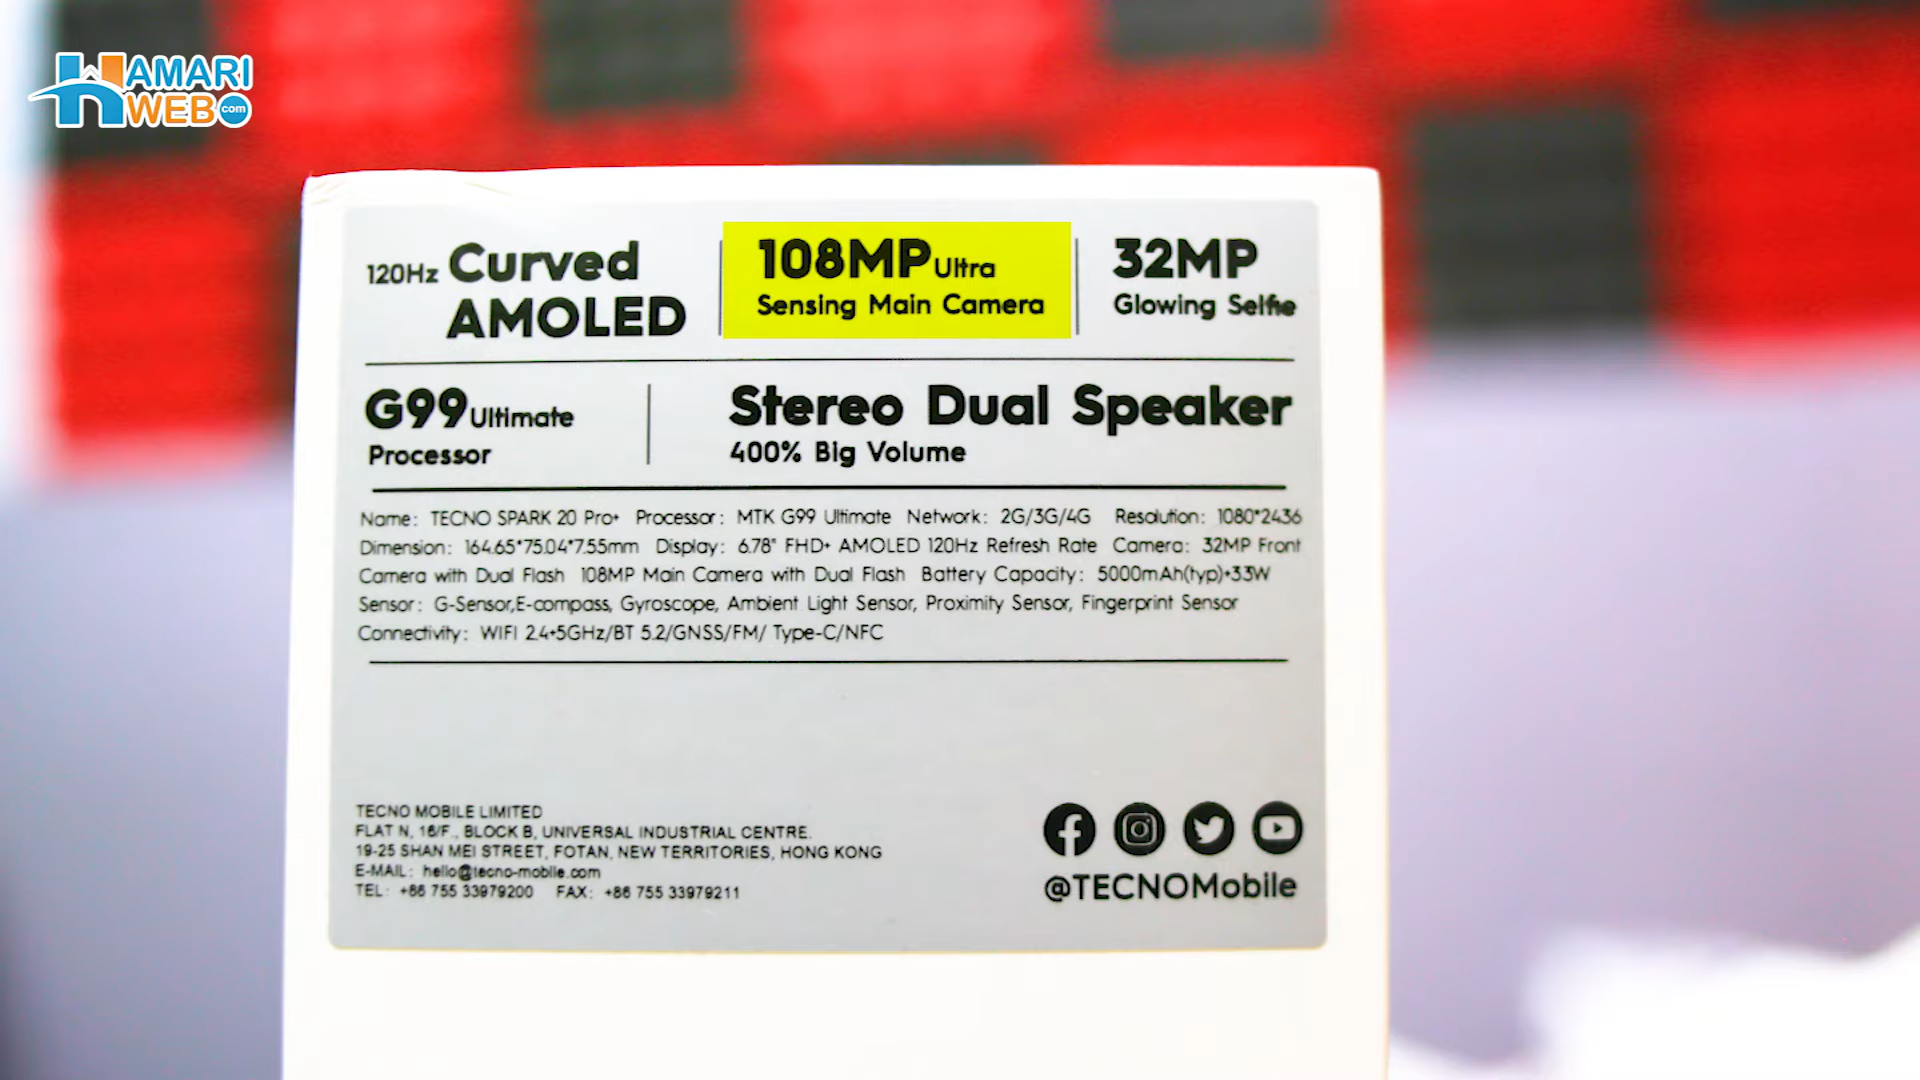 HAMARI
WEB.com
120Hz Curved AMOLED
108MP Ultra
Sensing Main Camera
32MP
Glowing Selfie
G99 Ultimate
Processor
Stereo Dual Speaker
400% Big Volume
Name: TECNO SPARK 20 Pro+ Processor: MTK G99 Ultimate Network: 2G/3G/4G Resolution: 1080*2436
Dimension: 164.65*75.04*7.55mm Display: 6.78" FHD+ AMOLED 120Hz Refresh Rate Camera: 32MP Front
Camera with Dual Flash 108MP Main Camera with Dual Flash Battery Capacity: 5000mAh(typ)+33W
Sensor: G-Sensor,E-compass, Gyroscope, Ambient Light Sensor, Proximity Sensor, Fingerprint Sensor
Connectivity: WIFI 2.4+5GHz/BT 5.2/GNSS/FM/ Type-C/NFC
TECNO MOBILE LIMITED
FLAT N, 16/F., BLOCK B, UNIVERSAL INDUSTRIAL CENTRE.
19-25 SHAN MEI STREET, FOTAN, NEW TERRITORIES, HONG KONG
E-MAIL: hello@tecno-mobile.com
TEL: +86 755 33979200 FAX: +86 755 33979211
@TECNOMobile